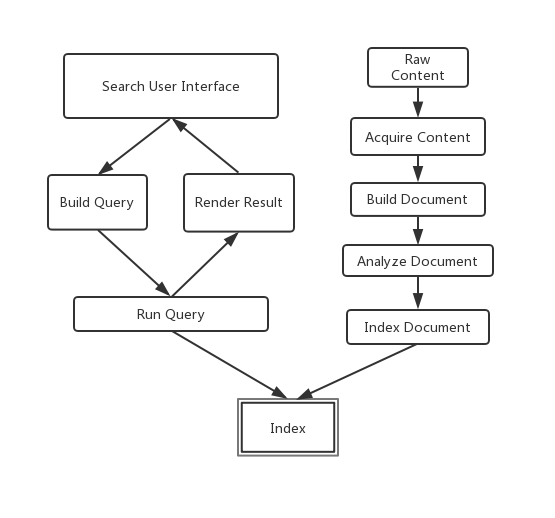 Search User Interface
Build Query
Render Result
Run Query
Raw
Content
Acquire Content
Build Document
Analyze Document
Index Document
Index